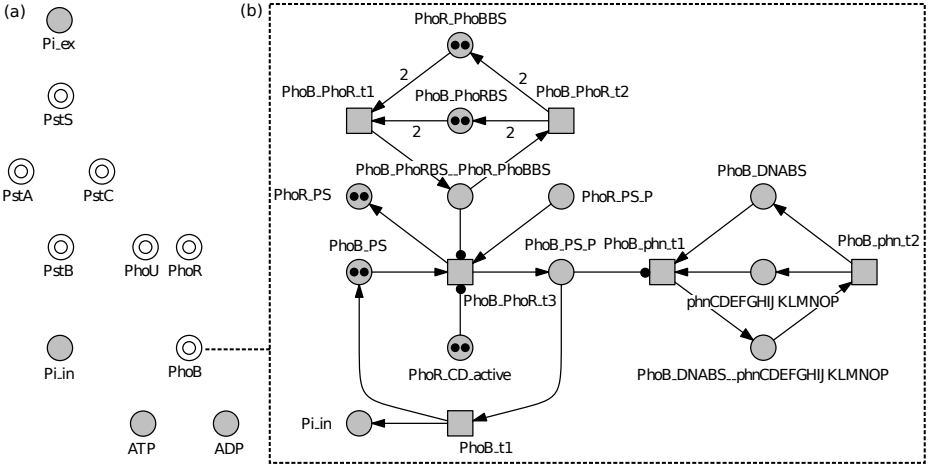 (a)
(b)
Pi_ex
PstS
PstA
PstC
PstB
PhoU
PhoR
Pi_in
PhoB
ATP
ADP
PhoR_PhoBBS
2
2
PhoB_PhoR_t1
PhoB_PhoRBS
PhoB_PhoR_t2
2
2
PhoB_PhoRBS__PhoR_PhoBBS
PhoB_DNABS
PhoR_PS
PhoR_PS_P
PhoB_PS
PhoB_PS_P
PhoB_phn_t1
PhoB_phn_t2
PhoB_PhoR_t3
phnCDEFGHIJKLMNOP
PhoR_CD_active
PhoB_DNABS__phnCDEFGHIJKLMNOP
Pi_in
PhoB_t1